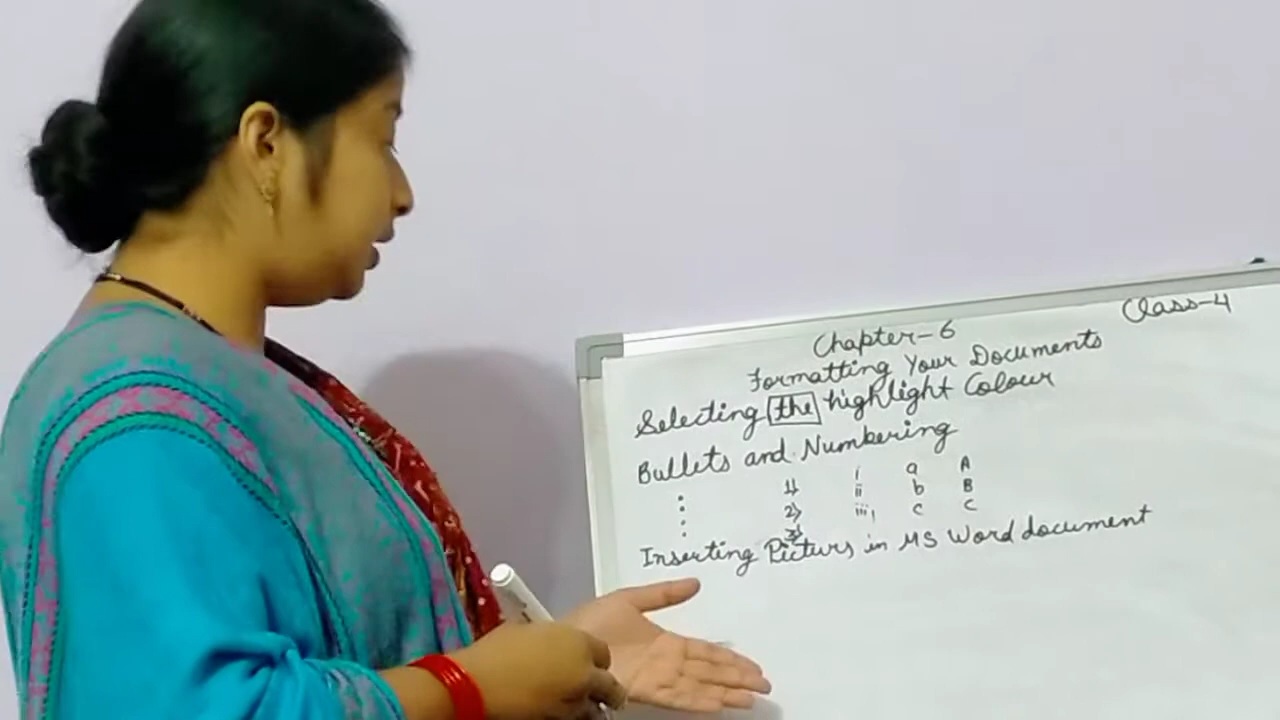 Class-4
Chapter-6
Formatting Your Documents
Selecting the highlight Colour
Bullets and Numbering
• 1) i a A
• 2) ii b B
• 3) iii c C
Inserting Picturs in MS Word document